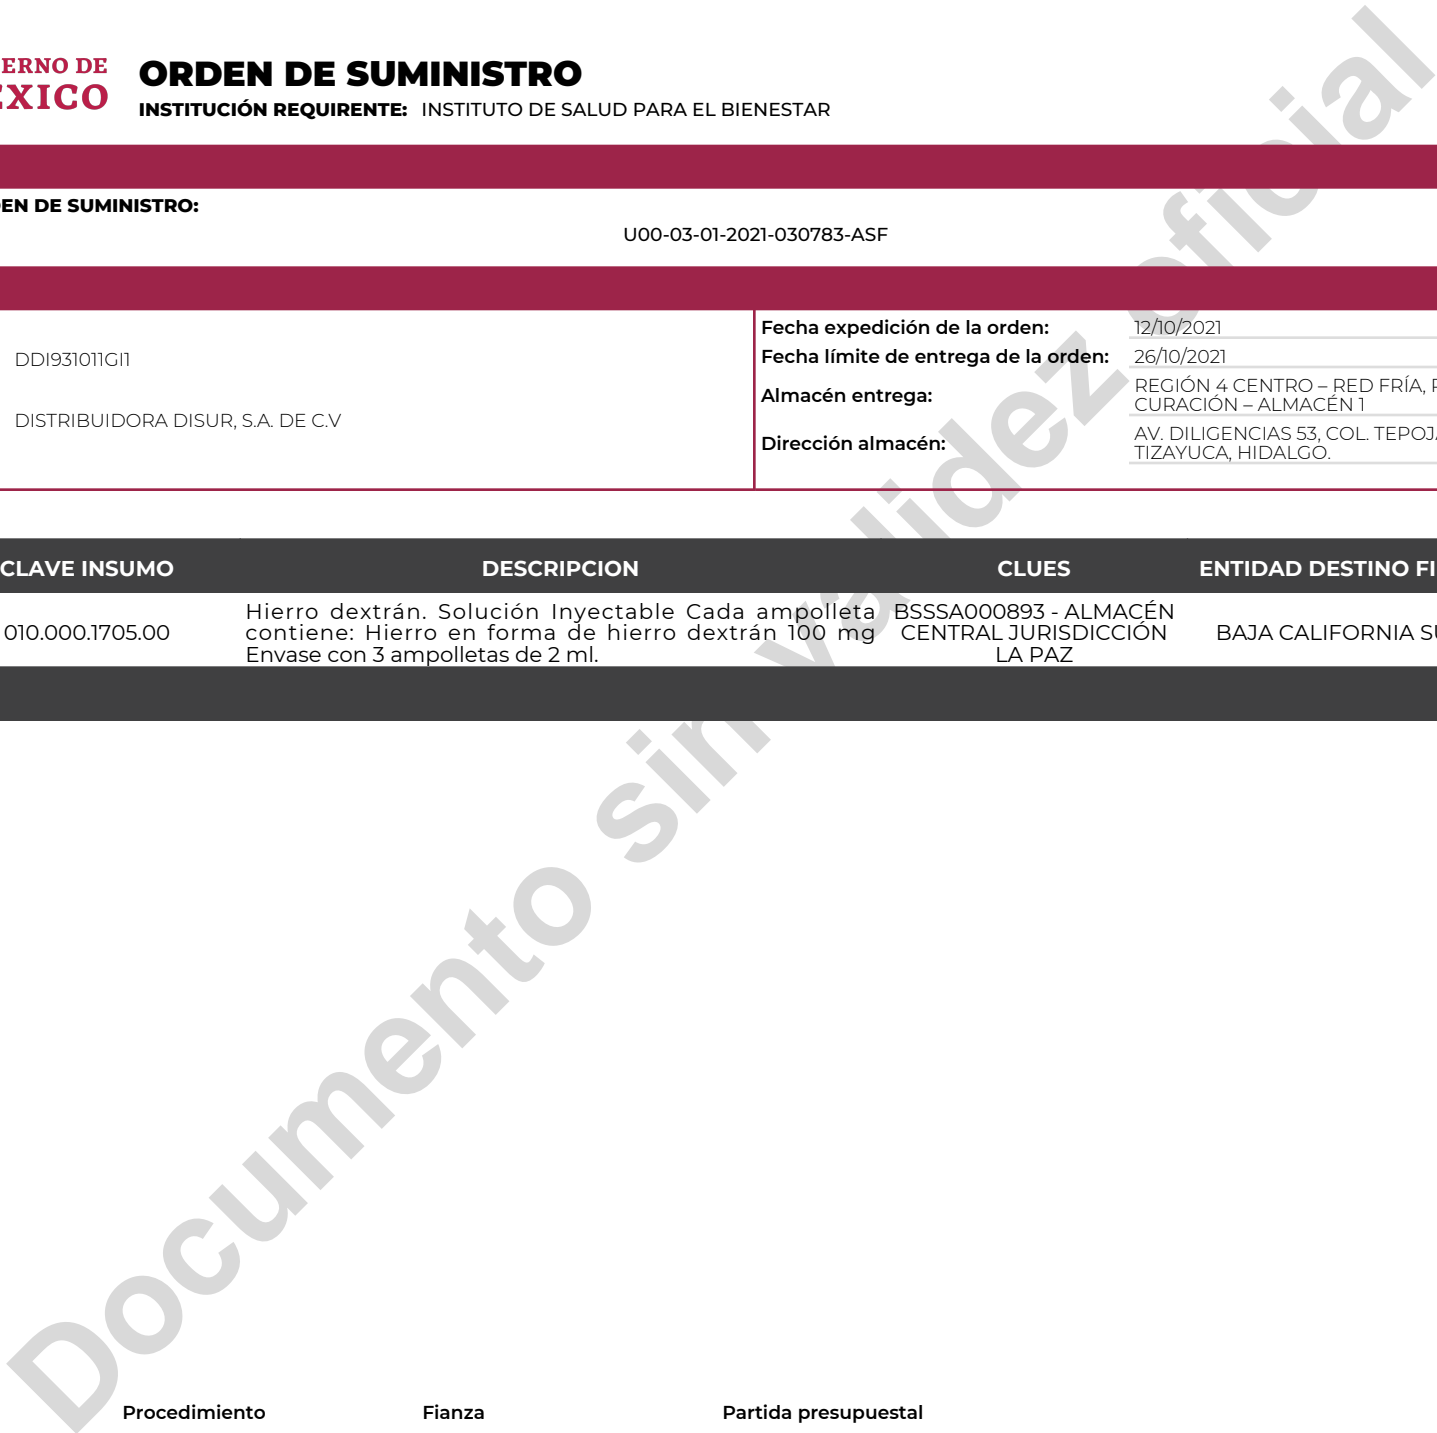 ERNO DE
ORDEN DE SUMINISTRO
EXICO
INSTITUCIÓN REQUIRENTE: INSTITUTO DE SALUD PARA EL BIENESTAR
EN DE SUMINISTRO:
U00-03-01-2021-030783-ASF
DDI931011GI1
DISTRIBUIDORA DISUR, S.A. DE C.V
Fecha expedición de la orden: 12/10/2021
Fecha límite de entrega de la orden: 26/10/2021
Almacén entrega: REGIÓN 4 CENTRO – RED FRÍA,
CURACIÓN – ALMACÉN 1
Dirección almacén: AV. DILIGENCIAS 53, COL. TEPOJ
TIZAYUCA, HIDALGO.
CLAVE INSUMO DESCRIPCION CLUES ENTIDAD DESTINO FI
010.000.1705.00
Hierro dextrán. Solución Inyectable Cada ampolleta
contiene: Hierro en forma de hierro dextrán 100 mg
Envase con 3 ampolletas de 2 ml.
BSSSA000893 - ALMACÉN
CENTRAL JURISDICCIÓN
LA PAZ
BAJA CALIFORNIA S
Documento sin validez oficial
Procedimiento Fianza Partida presupuestal